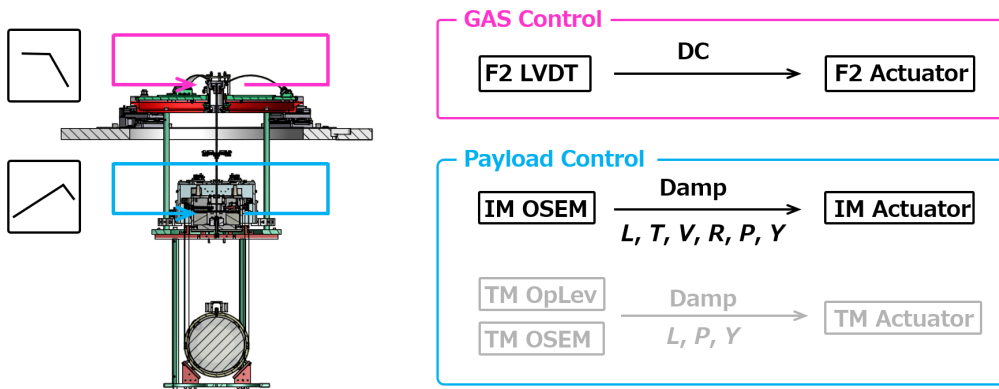 GAS Control
F2 LVDT
DC
F2 Actuator
Payload Control
IM OSEM
Damp
L, T, V, R, P, Y
IM Actuator
TM OpLev
TM OSEM
Damp
L, P, Y
TM Actuator